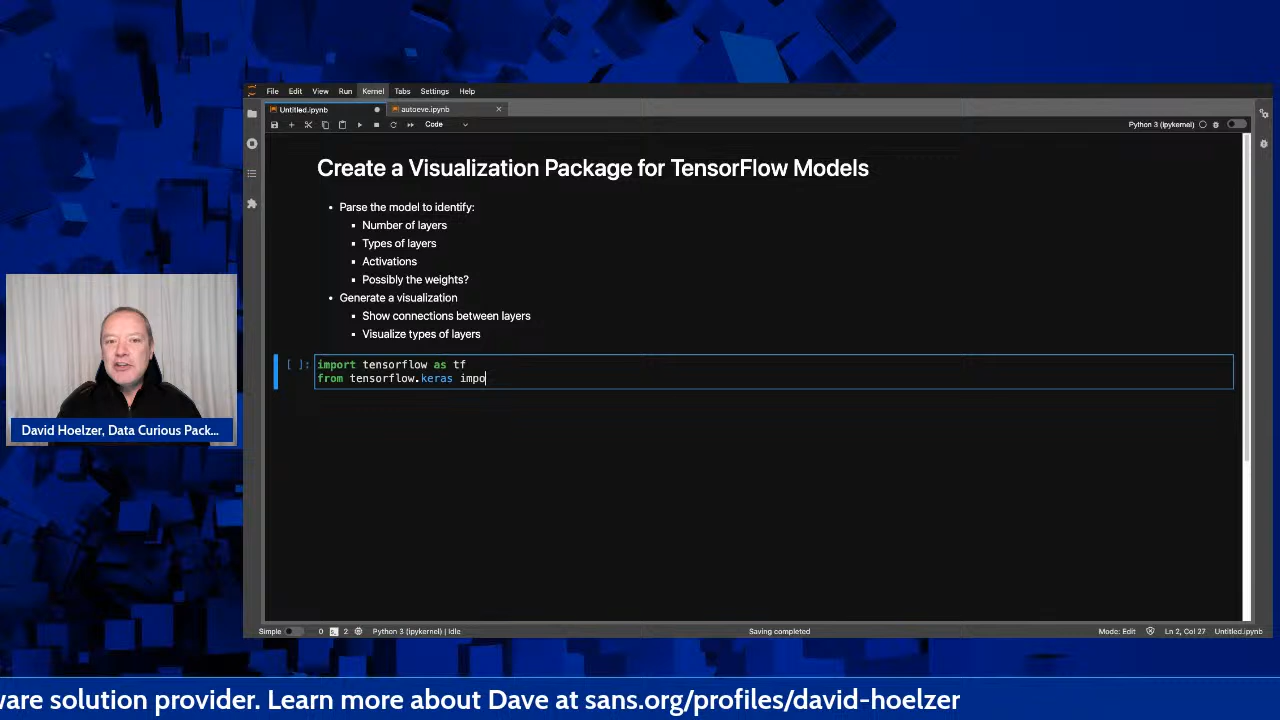 File Edit View Run Kernel Tabs Settings Help
Untitled.ipynb autoeve.ipynb
Code Python 3 (ipykernel)
Create a Visualization Package for TensorFlow Models
• Parse the model to identify:
▪ Number of layers
▪ Types of layers
▪ Activations
▪ Possibly the weights?
• Generate a visualization
▪ Show connections between layers
▪ Visualize types of layers
[ ]: import tensorflow as tf
from tensorflow.keras impo
David Hoelzer, Data Curious Pack...
Simple 0 2 Python 3 (ipykernel) | Idle Saving completed Mode: Edit Ln 2, Col 27 Untitled.ipynb
ware solution provider. Learn more about Dave at sans.org/profiles/david-hoelzer